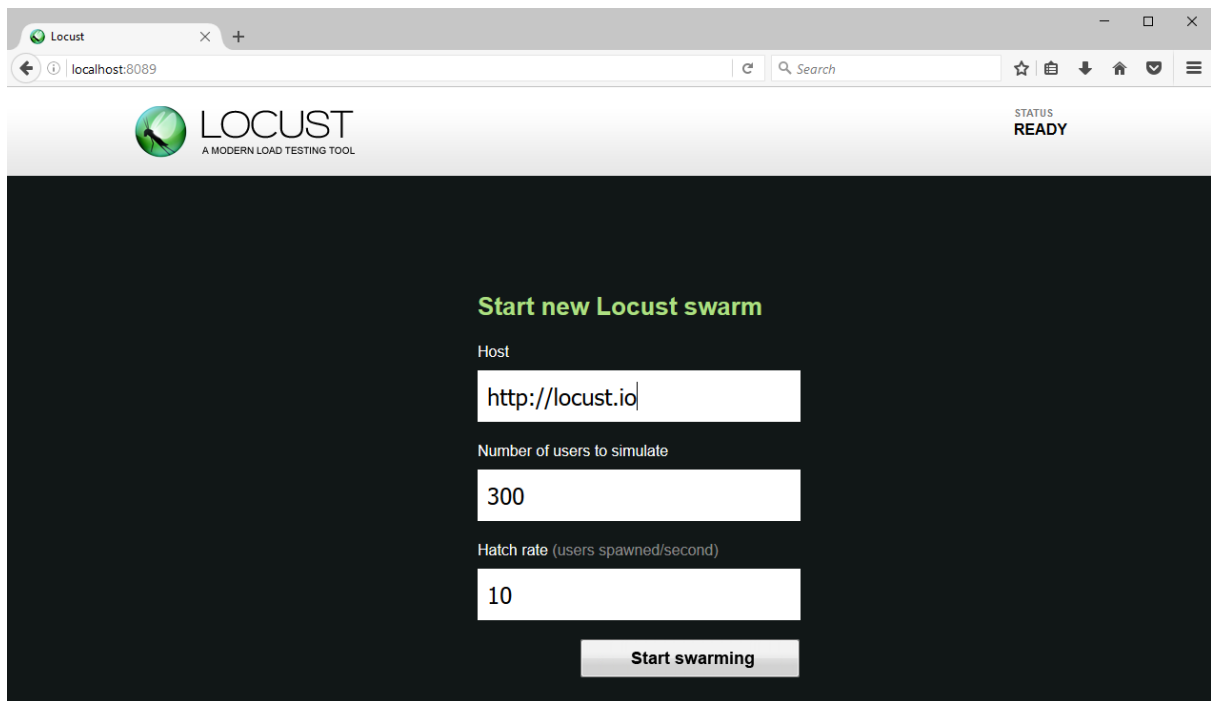 Locust
localhost:8089
Search
LOCUST
A MODERN LOAD TESTING TOOL
STATUS
READY
Start new Locust swarm
Host
http://locust.io
Number of users to simulate
300
Hatch rate (users spawned/second)
10
Start swarming